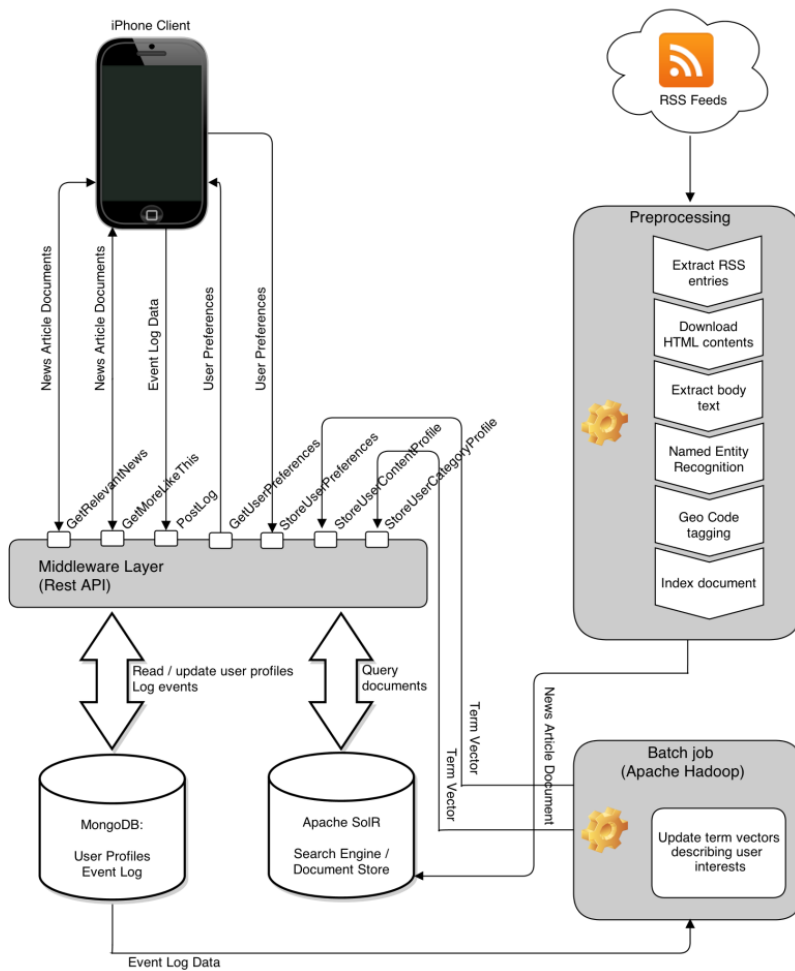 iPhone Client
RSS Feeds
Preprocessing
Extract RSS
entries
Download
HTML contents
Extract body
text
Named Entity
Recognition
Geo Code
tagging
Index document
News Article Documents
News Article Documents
Event Log Data
User Preferences
User Preferences
GetRelevantNews
GetMoreLikeThis
PostLog
GetUserPreferences
StoreUserPreferences
StoreUserContentProfile
StoreUserCategoryProfile
Middleware Layer
(Rest API)
Read / update user profiles
Log events
Query
documents
Term Vector
Term Vector
News Article Document
MongoDB:
User Profiles
Event Log
Apache SolR
Search Engine /
Document Store
Batch job
(Apache Hadoop)
Update term vectors
describing user
interests
Event Log Data